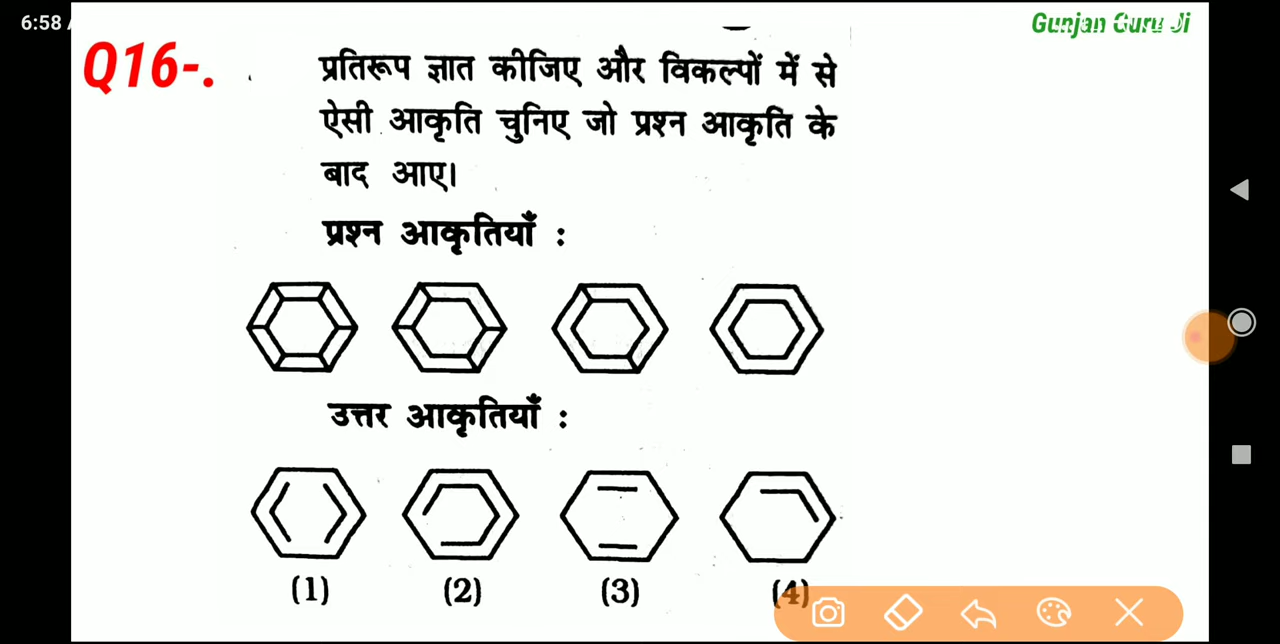 6:58
Gunjan Guru Ji
Q16-.
प्रतिरूप ज्ञात कीजिए और विकल्पों में से
ऐसी आकृति चुनिए जो प्रश्न आकृति के
बाद आए।
प्रश्न आकृतियाँ :
उत्तर आकृतियाँ :
(1) (2) (3) (4)